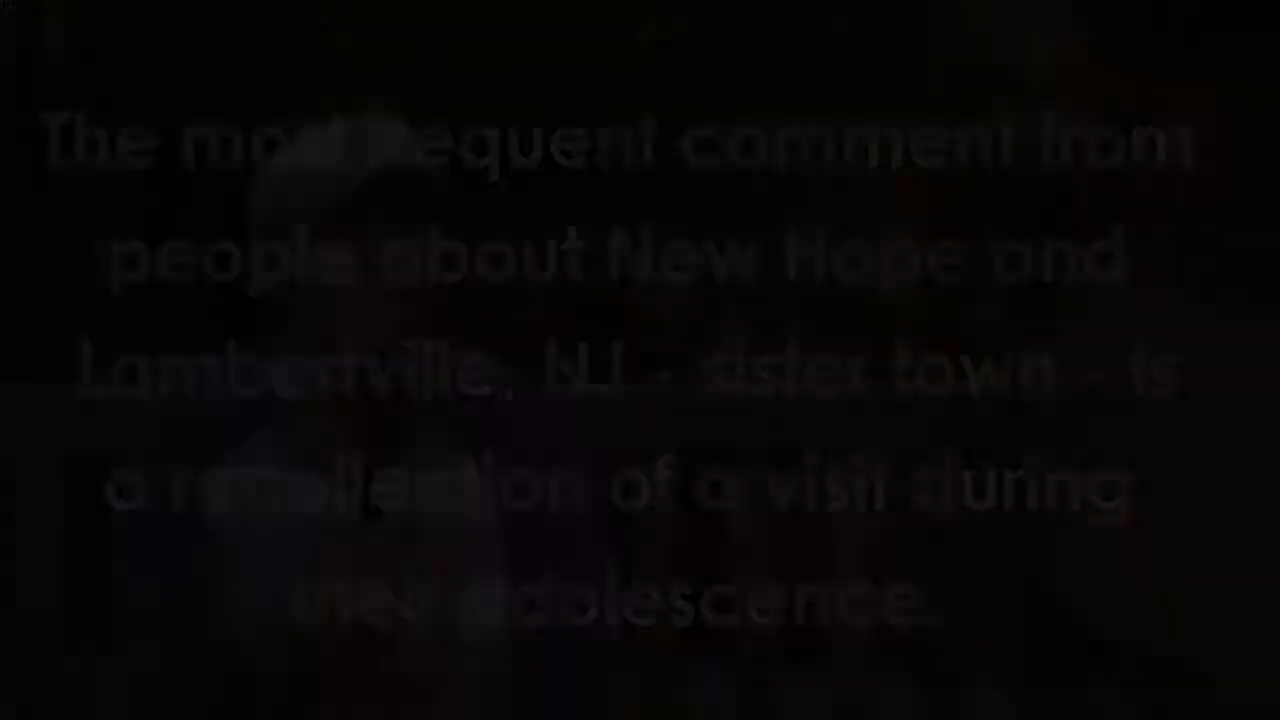 The most frequent comment from
people about New Hope and
Lambertville, NJ - sister town - is
a recollection of a visit during
their adolescence.